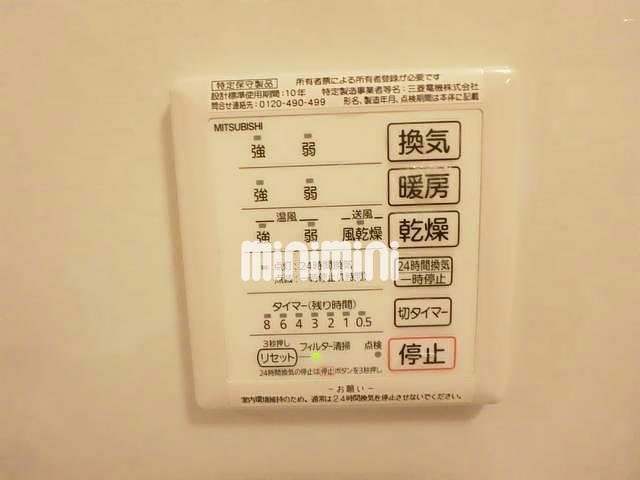 特定保守製品 所有者票による所有者登録が必要です
設計標準使用期間:10年 特定製造事業者等名:三菱電機株式会社
問合せ連絡先:0120-490-499 形名、製造年月、点検期間は本体に記載
MITSUBISHI
強 弱 換気
強 弱 暖房
温風 送風
強 弱 風乾燥 乾燥
minimini
点灯:24時間換気
24時間換気
一時停止
タイマー(残り時間)
8 6 4 3 2 1 0.5
切タイマー
3秒押し フィルター清掃 点検
リセット 停止
24時間換気の停止は停止ボタンを3秒押し
−お願い−
室内環境維持のため、通常は24時間換気を停止させないでください。